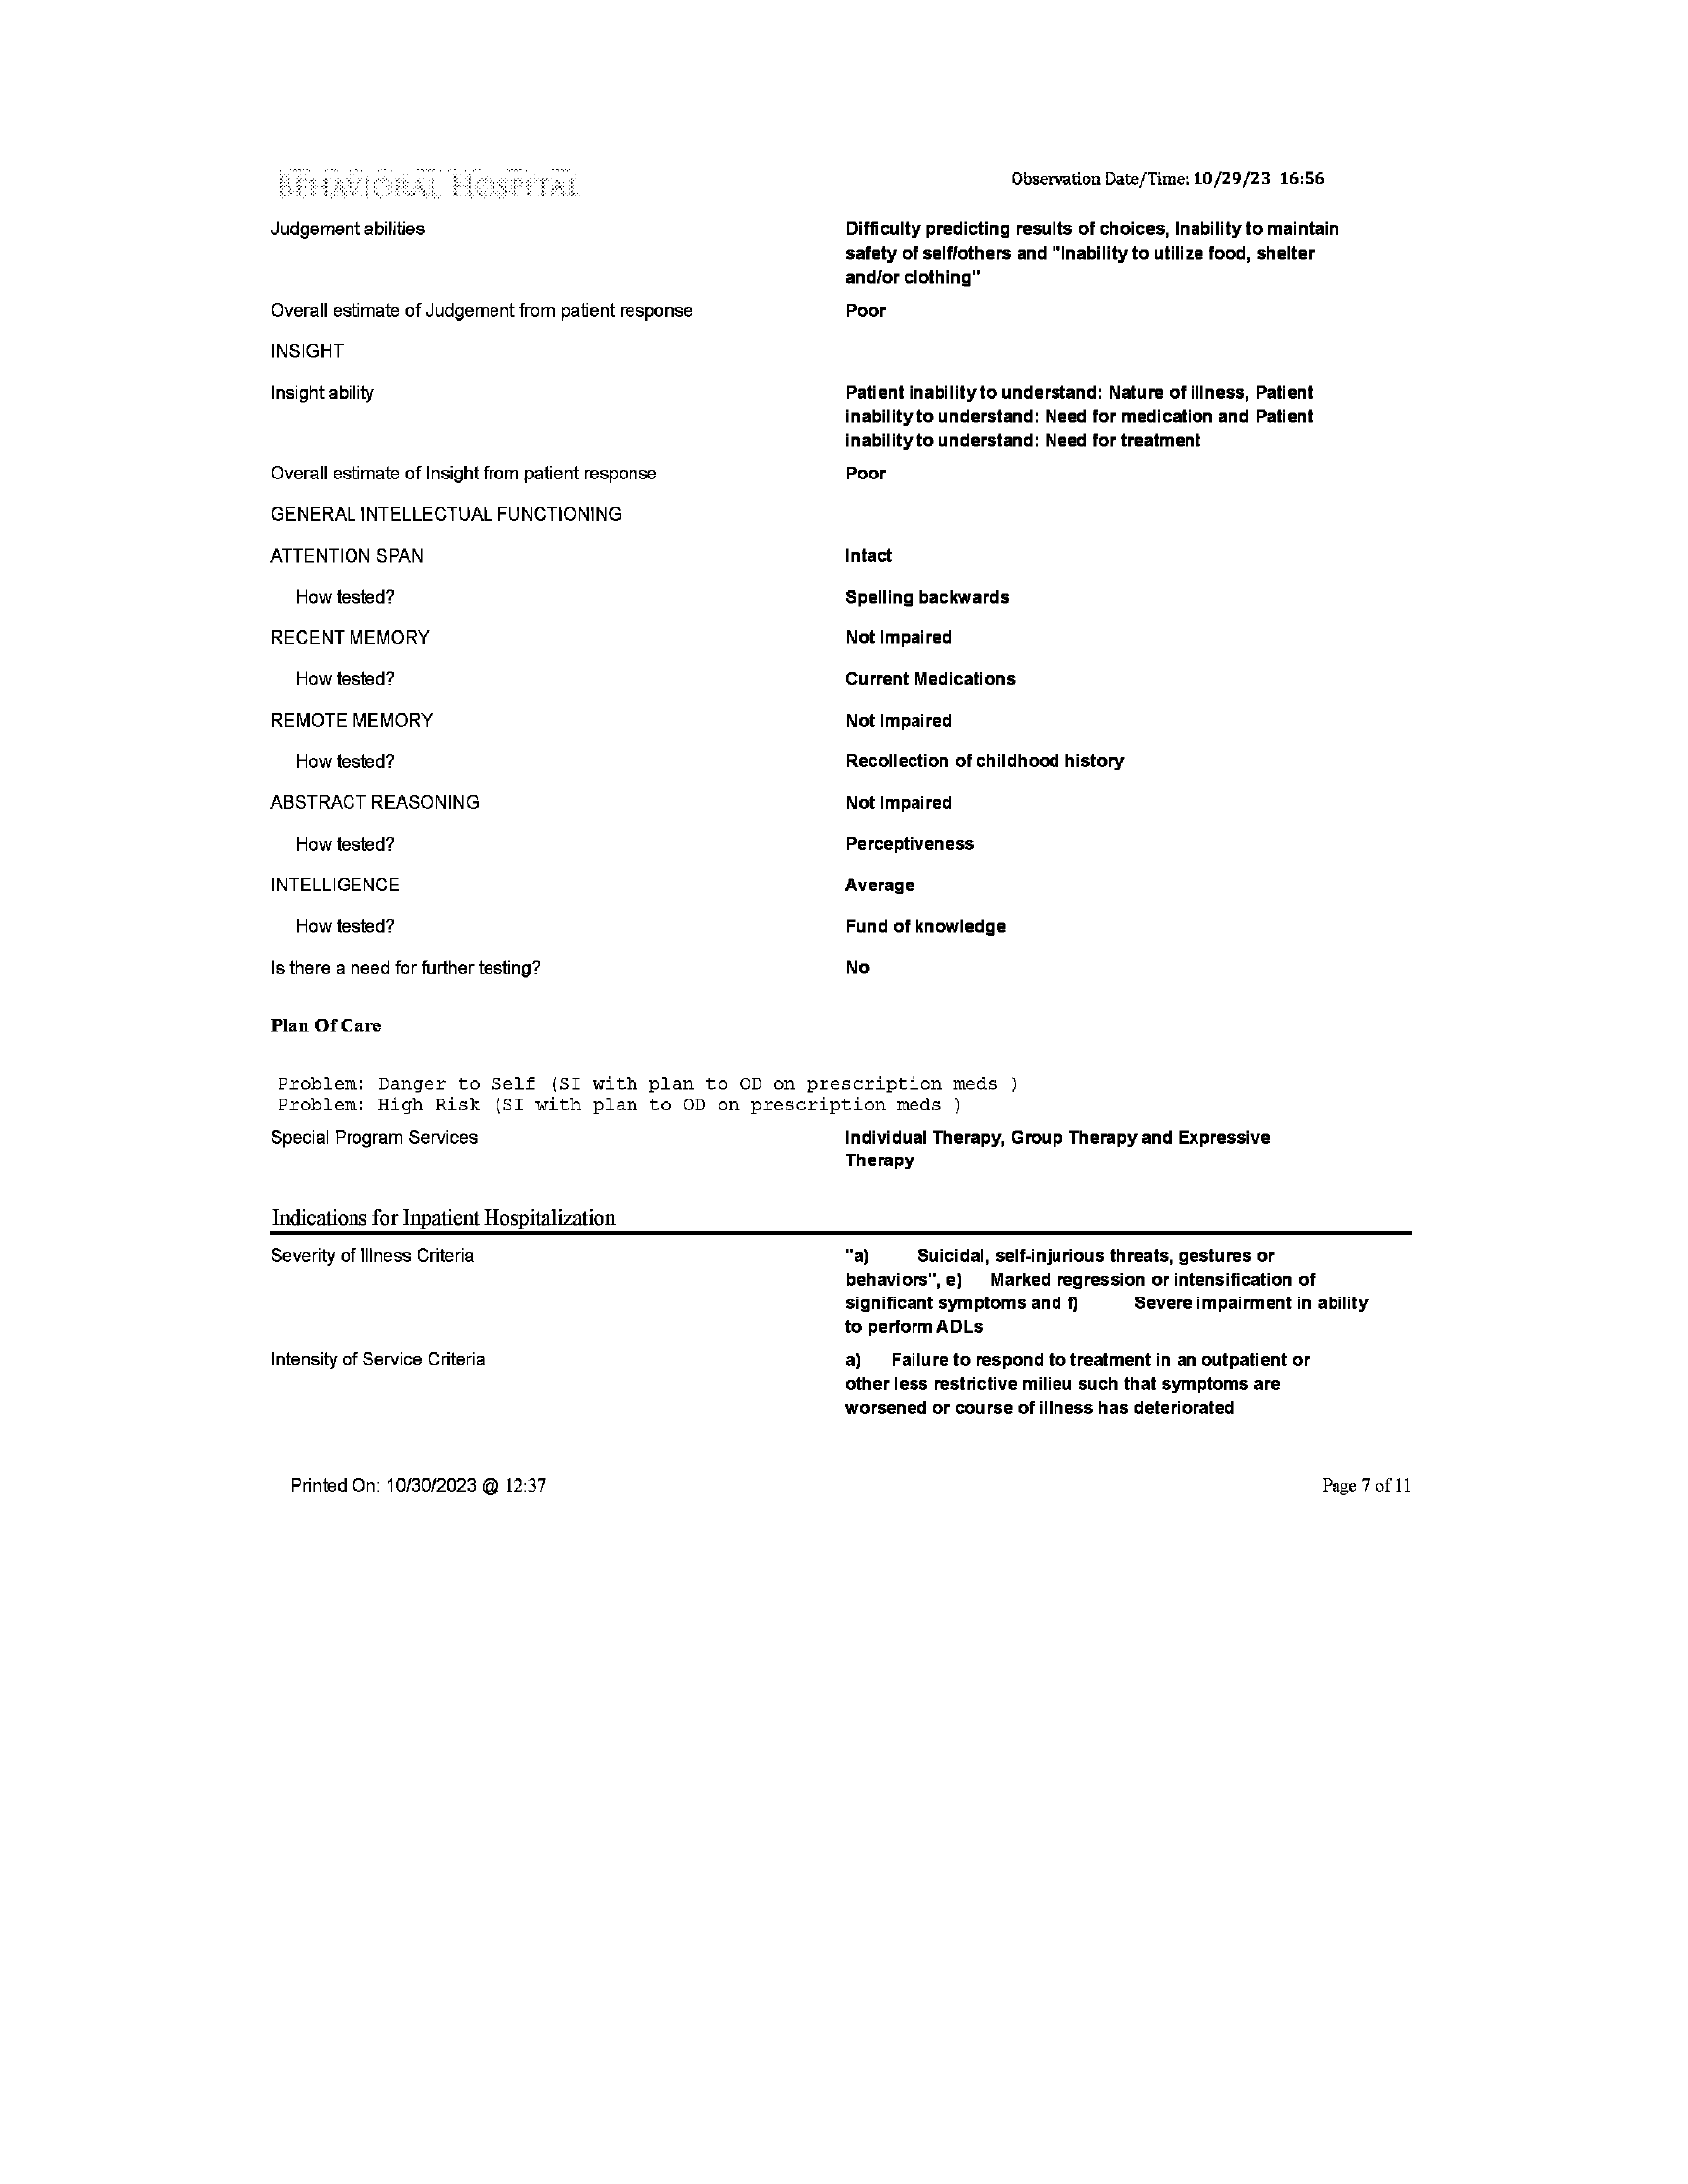 BEHAVIORAL HOSPITAL
Observation Date/Time: 10/29/23 16:56
Judgement abilities
Difficulty predicting results of choices, Inability to maintain
safety of self/others and "Inability to utilize food, shelter
and/or clothing"
Overall estimate of Judgement from patient response
Poor
INSIGHT
Insight ability
Patient inability to understand: Nature of illness, Patient
inability to understand: Need for medication and Patient
inability to understand: Need for treatment
Overall estimate of Insight from patient response
Poor
GENERAL INTELLECTUAL FUNCTIONING
ATTENTION SPAN
Intact
How tested?
Spelling backwards
RECENT MEMORY
Not Impaired
How tested?
Current Medications
REMOTE MEMORY
Not Impaired
How tested?
Recollection of childhood history
ABSTRACT REASONING
Not Impaired
How tested?
Perceptiveness
INTELLIGENCE
Average
How tested?
Fund of knowledge
Is there a need for further testing?
No
Plan Of Care
Problem: Danger to Self (SI with plan to OD on prescription meds )
Problem: High Risk (SI with plan to OD on prescription meds )
Special Program Services
Individual Therapy, Group Therapy and Expressive
Therapy
Indications for Inpatient Hospitalization
Severity of Illness Criteria
"a) Suicidal, self-injurious threats, gestures or
behaviors", e) Marked regression or intensification of
significant symptoms and f) Severe impairment in ability
to perform ADLs
Intensity of Service Criteria
a) Failure to respond to treatment in an outpatient or
other less restrictive milieu such that symptoms are
worsened or course of illness has deteriorated
Printed On: 10/30/2023 @ 12:37
Page 7 of 11